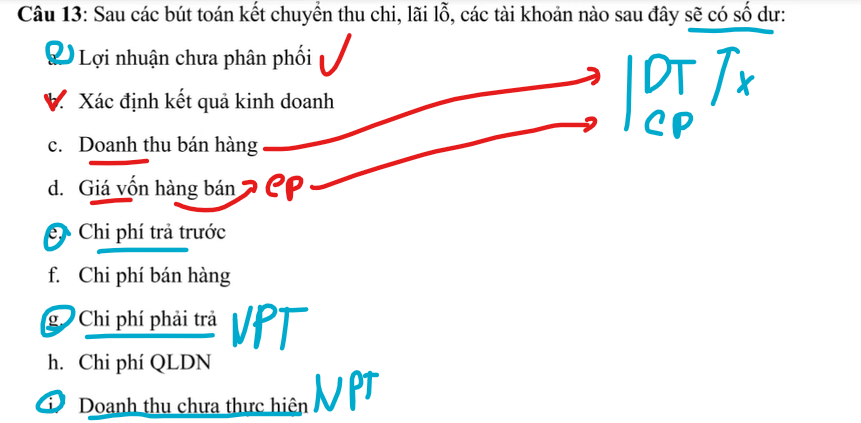 Câu 13: Sau các bút toán kết chuyển thu chi, lãi lỗ, các tài khoản nào sau đây sẽ có số dư:
a. Lợi nhuận chưa phân phối
DT Tx
b. Xác định kết quả kinh doanh
CP
c. Doanh thu bán hàng
d. Giá vốn hàng bán CP
e. Chi phí trả trước
f. Chi phí bán hàng
g. Chi phí phải trả NPT
h. Chi phí QLDN
i. Doanh thu chưa thực hiện NPT